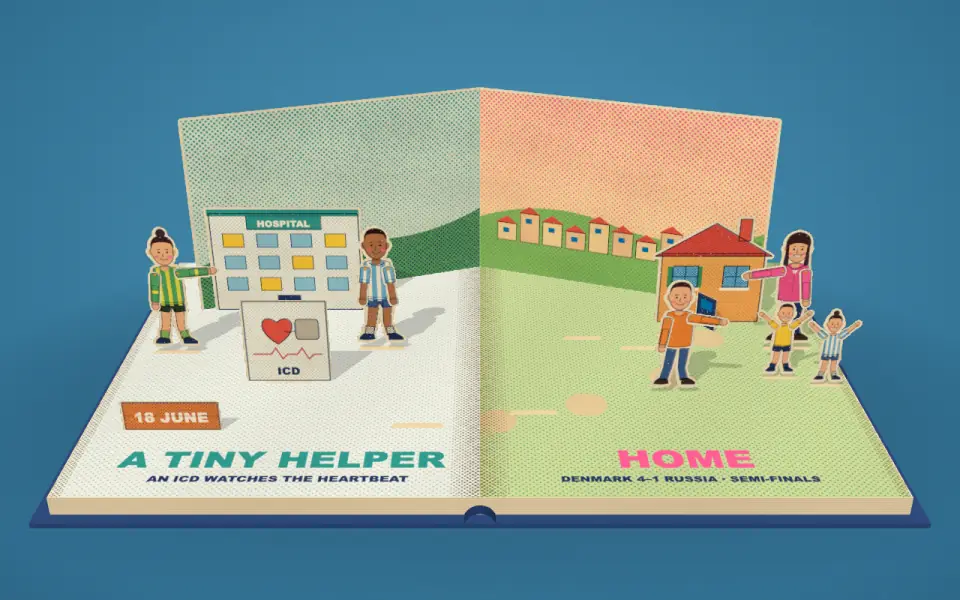 HOSPITAL
ICD
18 JUNE
A TINY HELPER
AN ICD WATCHES THE HEARTBEAT
HOME
DENMARK 4–1 RUSSIA · SEMI-FINALS